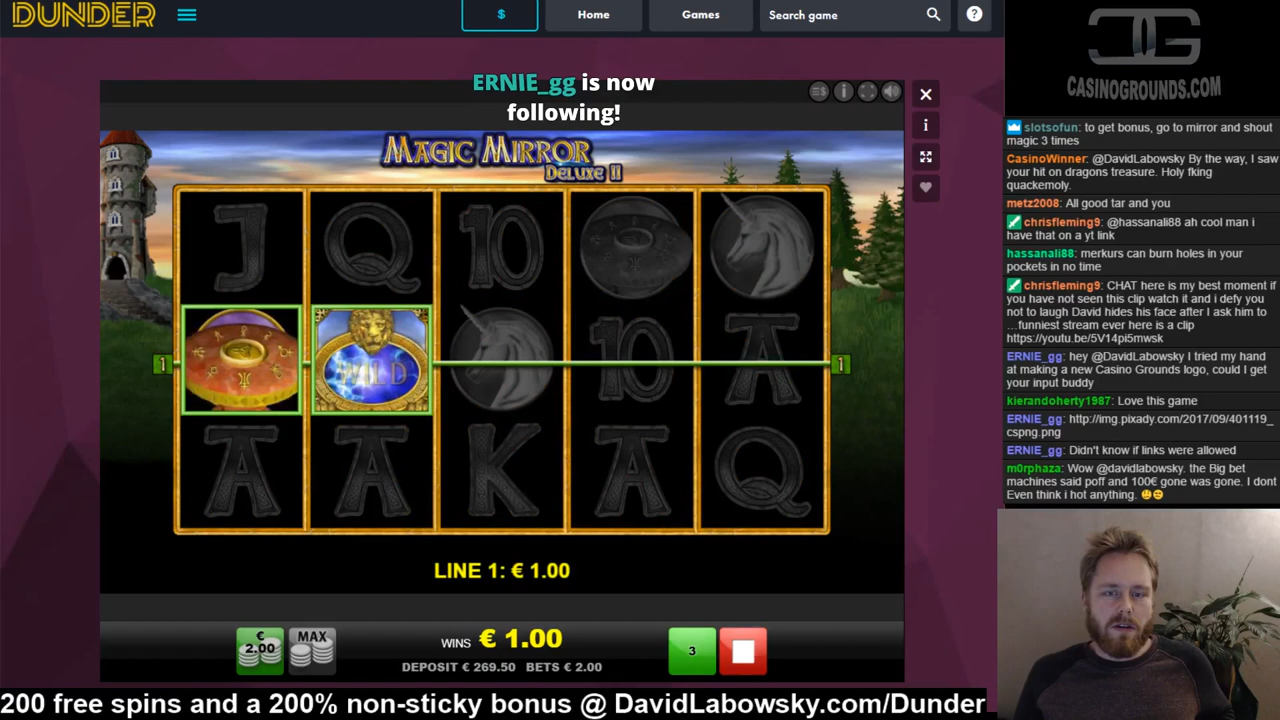 DUNDER
$
Home
Games
Search game
?
CG
CASINOGROUNDS.COM
ERNIE_gg is now
following!
MAGIC MIRROR
DELUXE II
J
Q
10
WILD
10
A
1
1
A
A
K
A
Q
LINE 1: € 1.00
€
2.00
MAX
WINS € 1.00
DEPOSIT € 269.50 BETS € 2.00
3
slotsofun: to get bonus, go to mirror and shout
magic 3 times
CasinoWinner: @DavidLabowsky By the way, I saw
your hit on dragons treasure. Holy fking
quackemoly.
metz2008: All good tar and you
chrisfleming9: @hassanali88 ah cool man i
have that on a yt link
hassanali88: merkurs can burn holes in your
pockets in no time
chrisfleming9: CHAT here is my best moment if
you have not seen this clip watch it and i defy you
not to laugh David hides his face after I ask him to
…funniest stream ever here is a clip
https://youtu.be/5V14pi5mwsk
ERNIE_gg: hey @DavidLabowsky I tried my hand
at making a new Casino Grounds logo, could I get
your input buddy
kierandoherty1987: Love this game
ERNIE_gg: http://img.pixady.com/2017/09/401119_
cspng.png
ERNIE_gg: Didn't know if links were allowed
m0rphaza: Wow @davidlabowsky. the Big bet
machines said poff and 100€ gone was gone. I dont
Even think i hot anything.
200 free spins and a 200% non-sticky bonus @ DavidLabowsky.com/Dunder